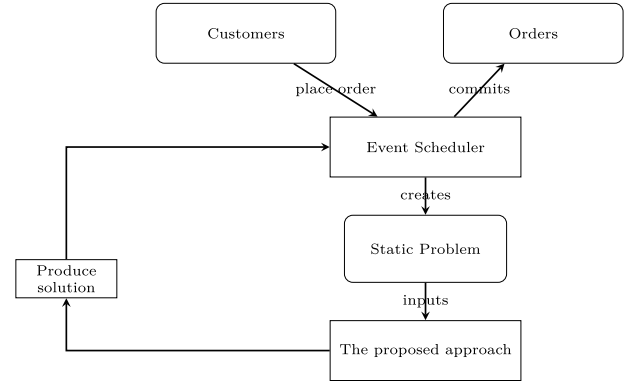 Customers
Orders
place order
commits
Event Scheduler
creates
Static Problem
Produce
solution
inputs
The proposed approach